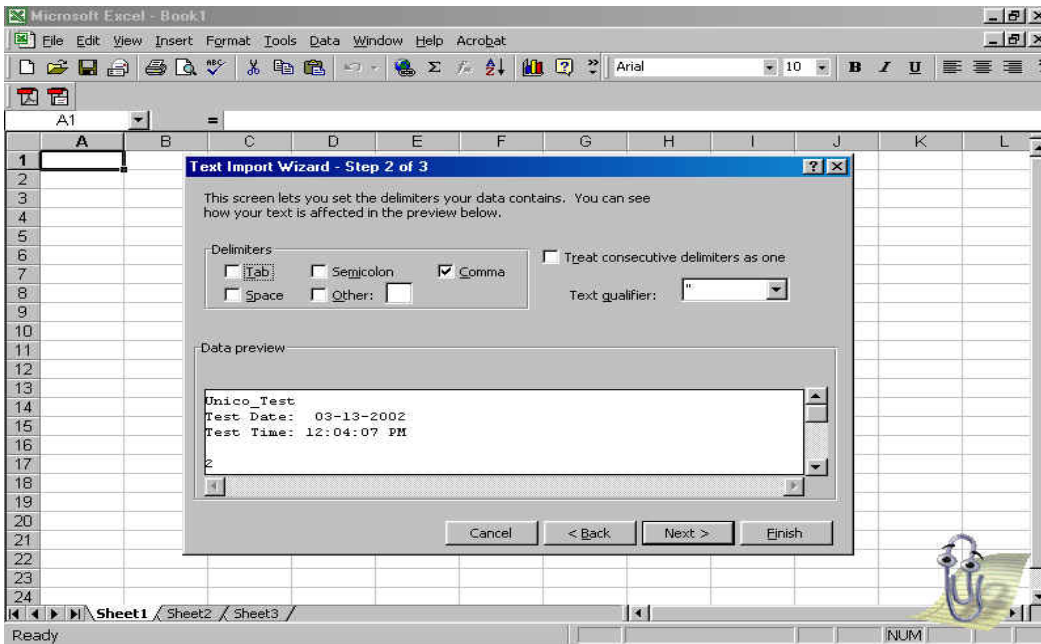 Microsoft Excel - Book1
File Edit View Insert Format Tools Data Window Help Acrobat
Arial 10 B I U
A1 =
A B C D E F G H I J K L
1
2
3
4
5
6
7
8
9
10
11
12
13
14
15
16
17
18
19
20
21
22
23
24
Text Import Wizard - Step 2 of 3
This screen lets you set the delimiters your data contains. You can see
how your text is affected in the preview below.
Delimiters
Tab Semicolon Comma
Space Other:
Treat consecutive delimiters as one
Text qualifier: "
Data preview
Unico_Test
Test Date: 03-13-2002
Test Time: 12:04:07 PM
2
Cancel < Back Next > Finish
Sheet1 / Sheet2 / Sheet3 /
Ready NUM